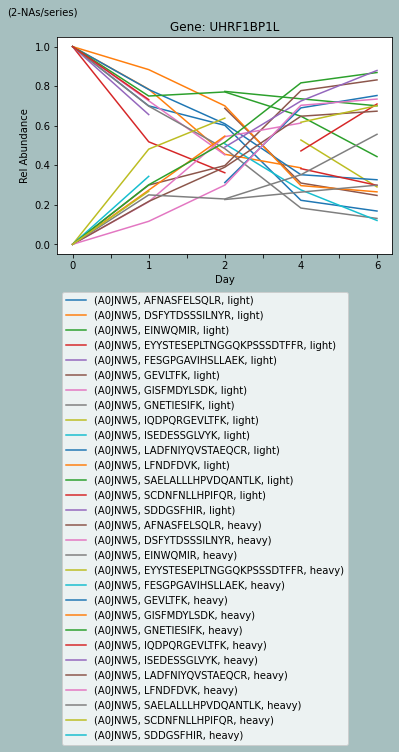 (2-NAs/series)
Gene: UHRF1BP1L
1.0
0.8
0.6
0.4
0.2
0.0
Rel Abundance
0 1 2 4 6
Day
(A0JNW5, AFNASFELSQLR, light)
(A0JNW5, DSFYTDSSSILNYR, light)
(A0JNW5, EINWQMIR, light)
(A0JNW5, EYYSTESEPLTNGGQKPSSSDTFFR, light)
(A0JNW5, FESGPGAVIHSLLAEK, light)
(A0JNW5, GEVLTFK, light)
(A0JNW5, GISFMDYLSDK, light)
(A0JNW5, GNETIESIFK, light)
(A0JNW5, IQDPQRGEVLTFK, light)
(A0JNW5, ISEDESSGLVYK, light)
(A0JNW5, LADFNIYQVSTAEQCR, light)
(A0JNW5, LFNDFDVK, light)
(A0JNW5, SAELALLLHPVDQANTLK, light)
(A0JNW5, SCDNFNLLHPIFQR, light)
(A0JNW5, SDDGSFHIR, light)
(A0JNW5, AFNASFELSQLR, heavy)
(A0JNW5, DSFYTDSSSILNYR, heavy)
(A0JNW5, EINWQMIR, heavy)
(A0JNW5, EYYSTESEPLTNGGQKPSSSDTFFR, heavy)
(A0JNW5, FESGPGAVIHSLLAEK, heavy)
(A0JNW5, GEVLTFK, heavy)
(A0JNW5, GISFMDYLSDK, heavy)
(A0JNW5, GNETIESIFK, heavy)
(A0JNW5, IQDPQRGEVLTFK, heavy)
(A0JNW5, ISEDESSGLVYK, heavy)
(A0JNW5, LADFNIYQVSTAEQCR, heavy)
(A0JNW5, LFNDFDVK, heavy)
(A0JNW5, SAELALLLHPVDQANTLK, heavy)
(A0JNW5, SCDNFNLLHPIFQR, heavy)
(A0JNW5, SDDGSFHIR, heavy)